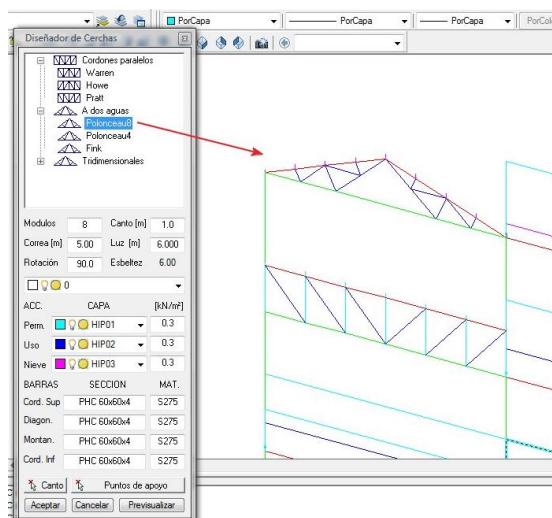 PorCapa
PorCapa
PorCapa
PorCo
Diseñador de Cerchas
Cordones paralelos
Warren
Howe
Pratt
A dos aguas
Polonceau8
Polonceau4
Fink
Tridimensionales
Modulos 8 Canto [m] 1.0
Correa [m] 5.00 Luz [m] 6.000
Rotación 90.0 Esbeltez 6.00
0
ACC. CAPA [kN/m²]
Perm. HIP01 0.3
Uso HIP02 0.3
Nieve HIP03 0.3
BARRAS SECCION MAT.
Cord. Sup PHC 60x60x4 S275
Diagon. PHC 60x60x4 S275
Montan. PHC 60x60x4 S275
Cord. Inf PHC 60x60x4 S275
Canto Puntos de apoyo
Aceptar Cancelar Previsualizar